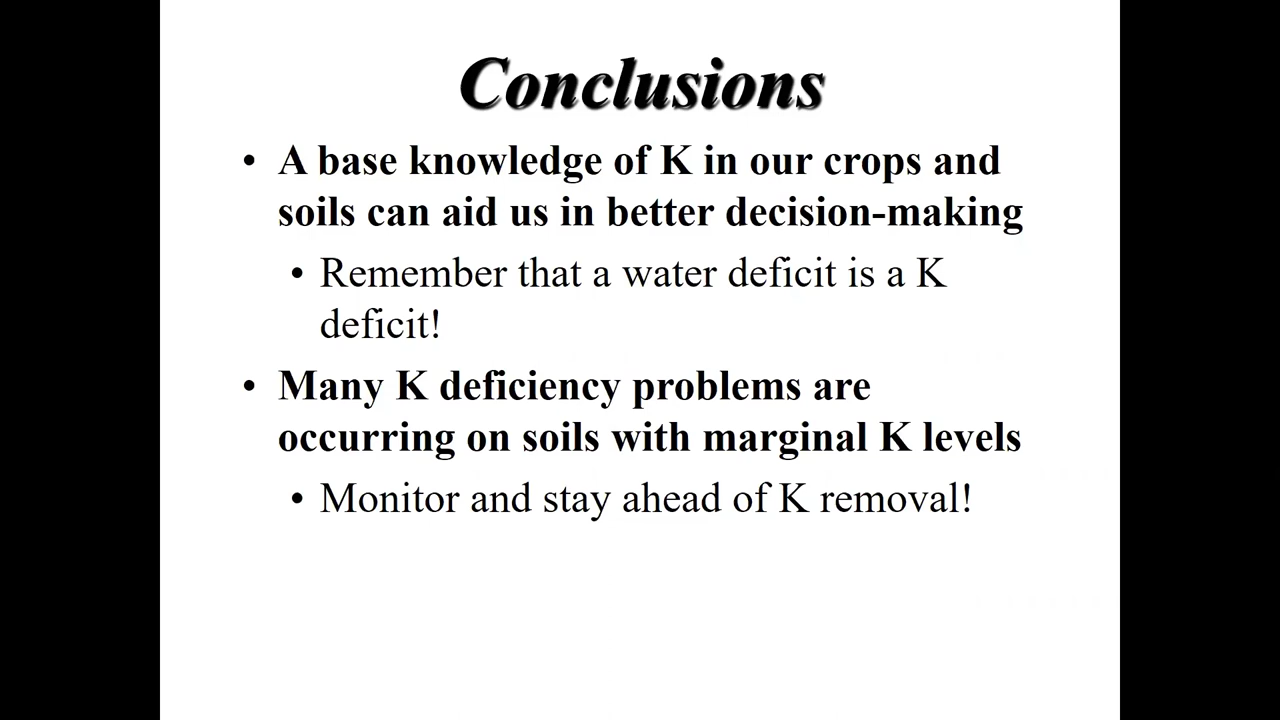 Conclusions
• A base knowledge of K in our crops and
soils can aid us in better decision-making
• Remember that a water deficit is a K
deficit!
• Many K deficiency problems are
occurring on soils with marginal K levels
• Monitor and stay ahead of K removal!